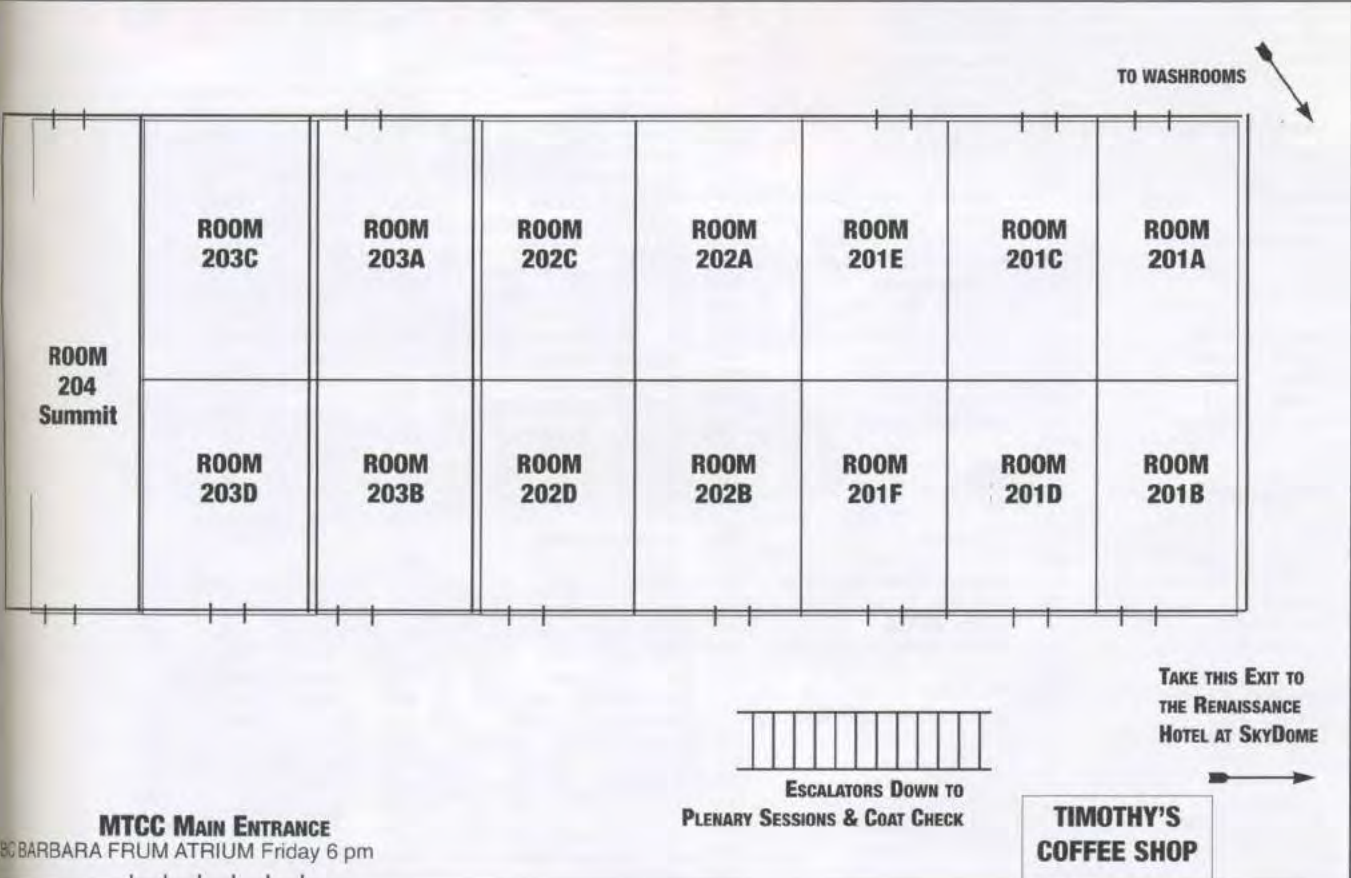 TO WASHROOMS
ROOM
203C
ROOM
203A
ROOM
202C
ROOM
202A
ROOM
201E
ROOM
201C
ROOM
201A
ROOM
204
Summit
ROOM
203D
ROOM
203B
ROOM
202D
ROOM
202B
ROOM
201F
ROOM
201D
ROOM
201B
TAKE THIS EXIT TO
THE RENAISSANCE
HOTEL AT SKYDOME
ESCALATORS DOWN TO
PLENARY SESSIONS & COAT CHECK
TIMOTHY'S
COFFEE SHOP
MTCC MAIN ENTRANCE
BARBARA FRUM ATRIUM Friday 6 pm